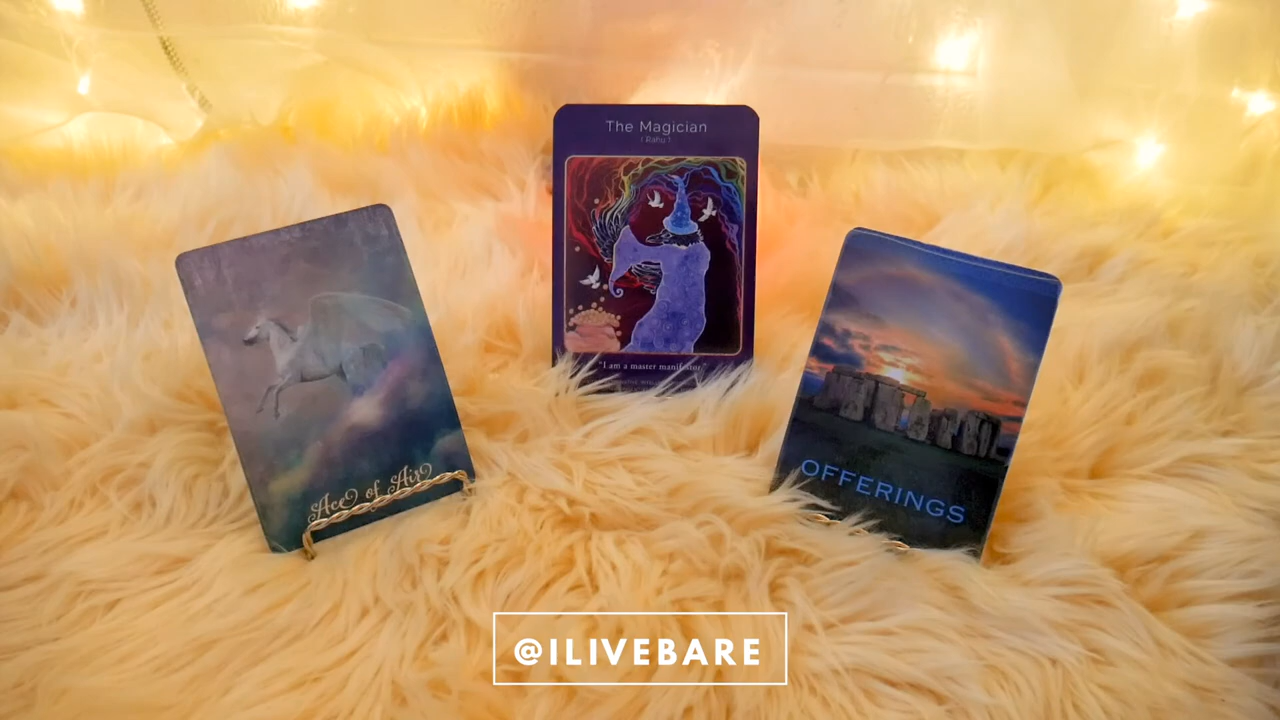 The Magician
( Rahu )
"I am a master manifestor."
Ace of Air
OFFERINGS
@ILIVEBARE